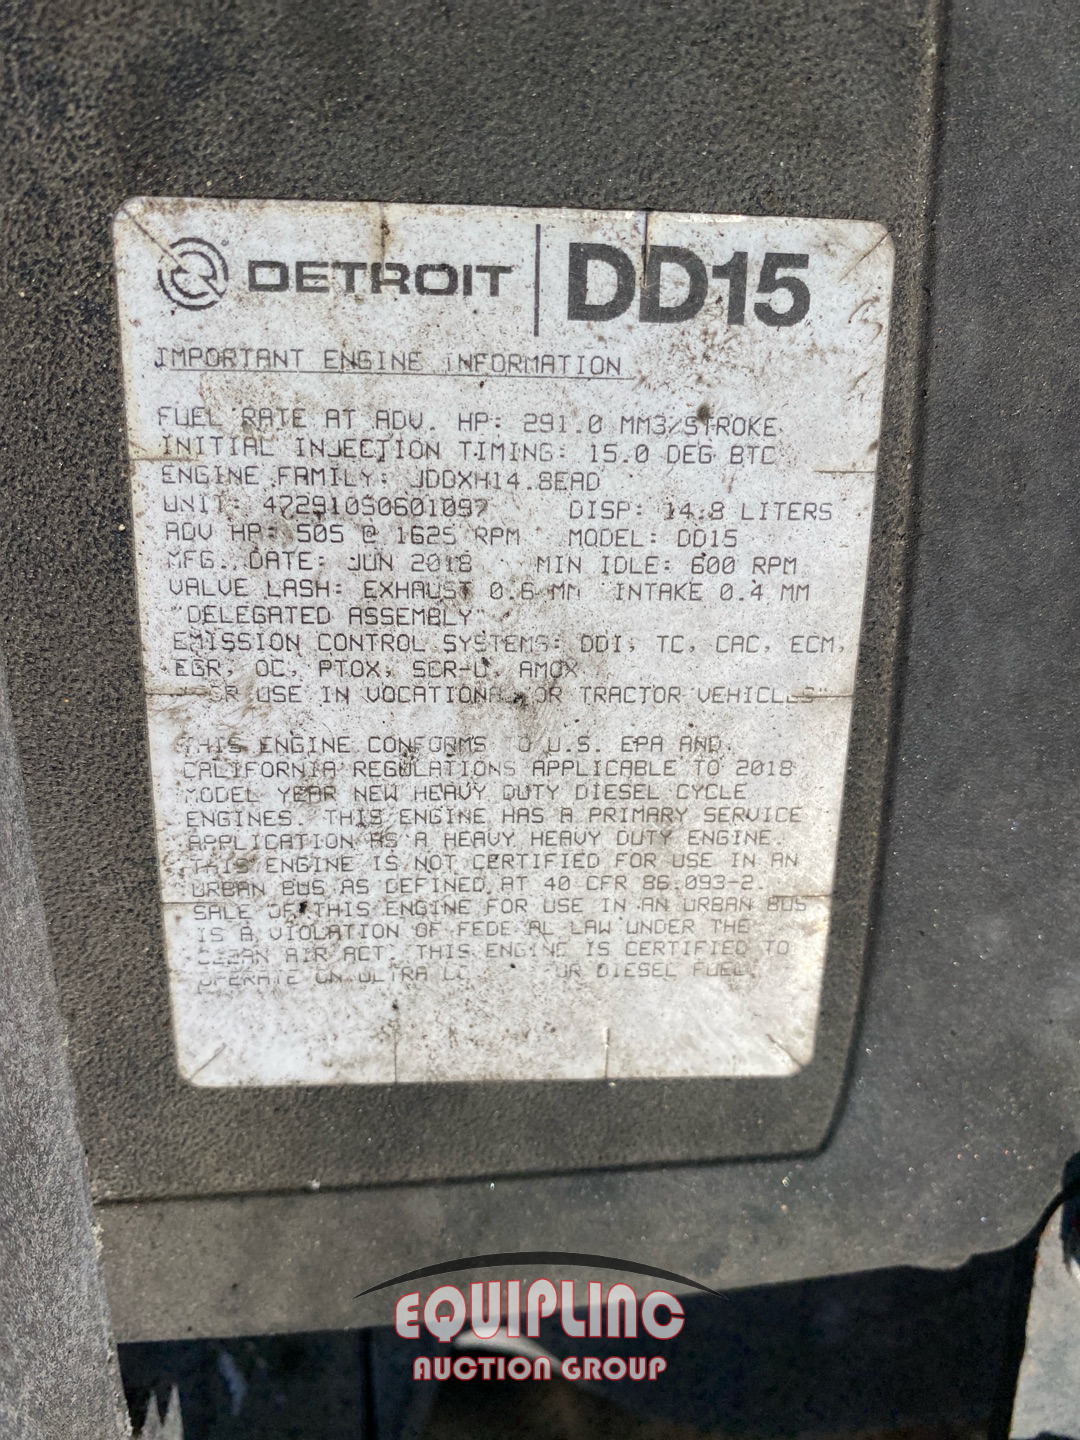 DETROIT DD15
IMPORTANT ENGINE INFORMATION
FUEL RATE AT ADV. HP: 291.0 MM3/STROKE
INITIAL INJECTION TIMING: 15.0 DEG BTC
ENGINE FAMILY: JDDXH14.8EAD
UNIT: 472910S0601097 DISP: 14.8 LITERS
ADV HP: 505 @ 1625 RPM MODEL: DD15
MFG. DATE: JUN 2018 MIN IDLE: 600 RPM
VALVE LASH: EXHAUST 0.6 MM INTAKE 0.4 MM
"DELEGATED ASSEMBLY"
EMISSION CONTROL SYSTEMS: DDI, TC, CAC, ECM,
EGR, OC, PTOX, SCR-U, AMOX
USE IN VOCATIONAL OR TRACTOR VEHICLES"
THIS ENGINE CONFORMS U.S. EPA AND
CALIFORNIA REGULATIONS APPLICABLE TO 2018
MODEL YEAR NEW HEAVY DUTY DIESEL CYCLE
ENGINES. THIS ENGINE HAS A PRIMARY SERVICE
APPLICATION AS A HEAVY HEAVY DUTY ENGINE.
THIS ENGINE IS NOT CERTIFIED FOR USE IN AN
URBAN BUS AS DEFINED AT 40 CFR 86.093-2.
SALE OF THIS ENGINE FOR USE IN AN URBAN BUS
IS A VIOLATION OF FEDERAL LAW UNDER THE
CLEAN AIR ACT. THIS ENGINE IS CERTIFIED TO
OPERATE ON ULTRA DIESEL FUEL.
EQUIPLINC
AUCTION GROUP